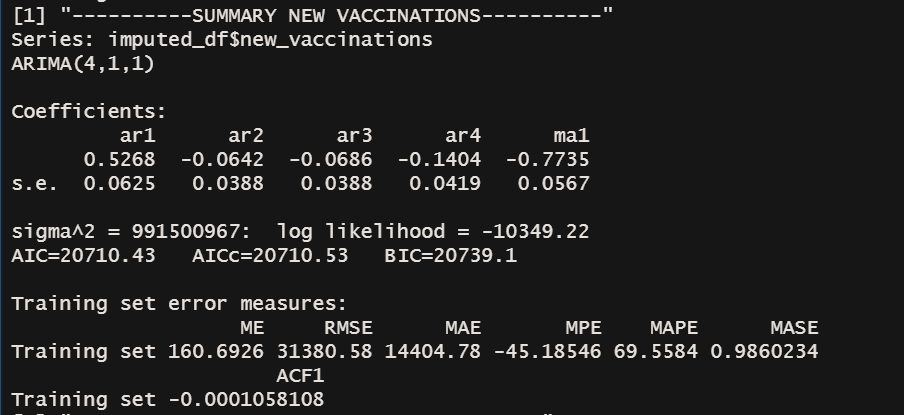 [1] "----------SUMMARY NEW VACCINATIONS----------"
Series: imputed_df$new_vaccinations
ARIMA(4,1,1)
Coefficients:
         ar1      ar2      ar3      ar4      ma1
      0.5268  -0.0642  -0.0686  -0.1404  -0.7735
s.e.  0.0625   0.0388   0.0388   0.0419   0.0567
sigma^2 = 991500967:  log likelihood = -10349.22
AIC=20710.43   AICc=20710.53   BIC=20739.1
Training set error measures:
                   ME     RMSE      MAE       MPE    MAPE      MASE
Training set 160.6926 31380.58 14404.78 -45.18546 69.5584 0.9860234
                      ACF1
Training set -0.0001058108